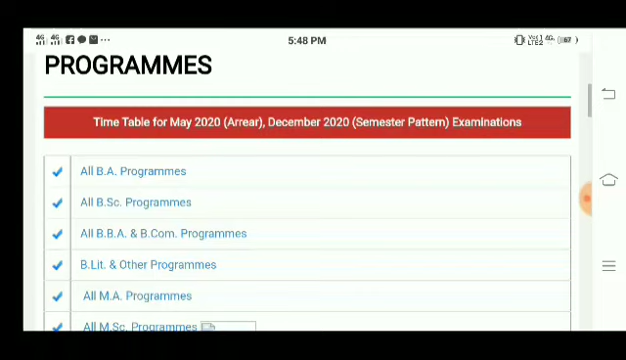 5:48 PM
PROGRAMMES
Time Table for May 2020 (Arrear), December 2020 (Semester Pattern) Examinations
All B.A. Programmes
All B.Sc. Programmes
All B.B.A. & B.Com. Programmes
B.Lit. & Other Programmes
All M.A. Programmes
All M.Sc. Programmes